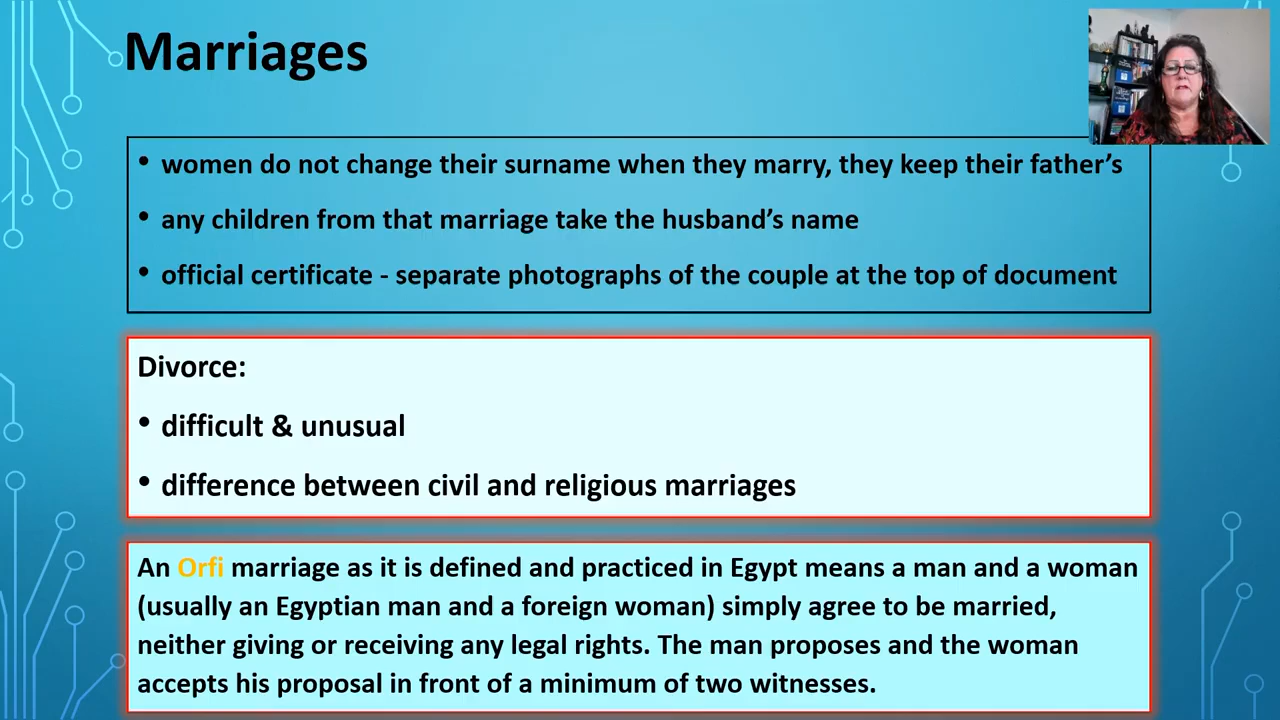 Marriages
• women do not change their surname when they marry, they keep their father's
• any children from that marriage take the husband's name
• official certificate - separate photographs of the couple at the top of document
Divorce:
• difficult & unusual
• difference between civil and religious marriages
An Orfi marriage as it is defined and practiced in Egypt means a man and a woman
(usually an Egyptian man and a foreign woman) simply agree to be married,
neither giving or receiving any legal rights. The man proposes and the woman
accepts his proposal in front of a minimum of two witnesses.